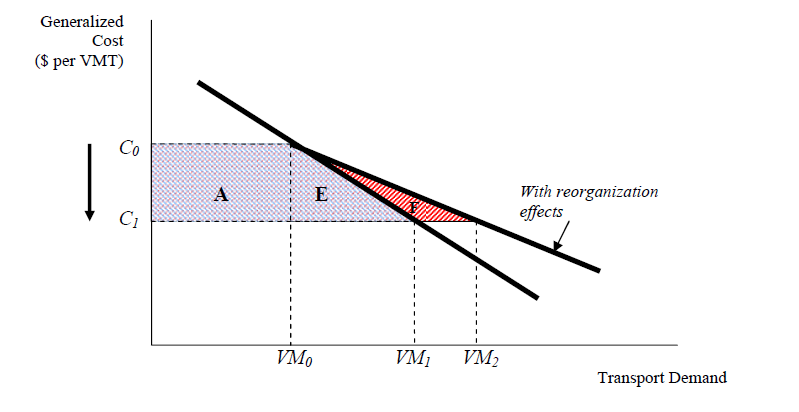 Generalized
Cost
($ per VMT)
C0
A
E
F
With reorganization
effects
C1
VM0
VM1
VM2
Transport Demand